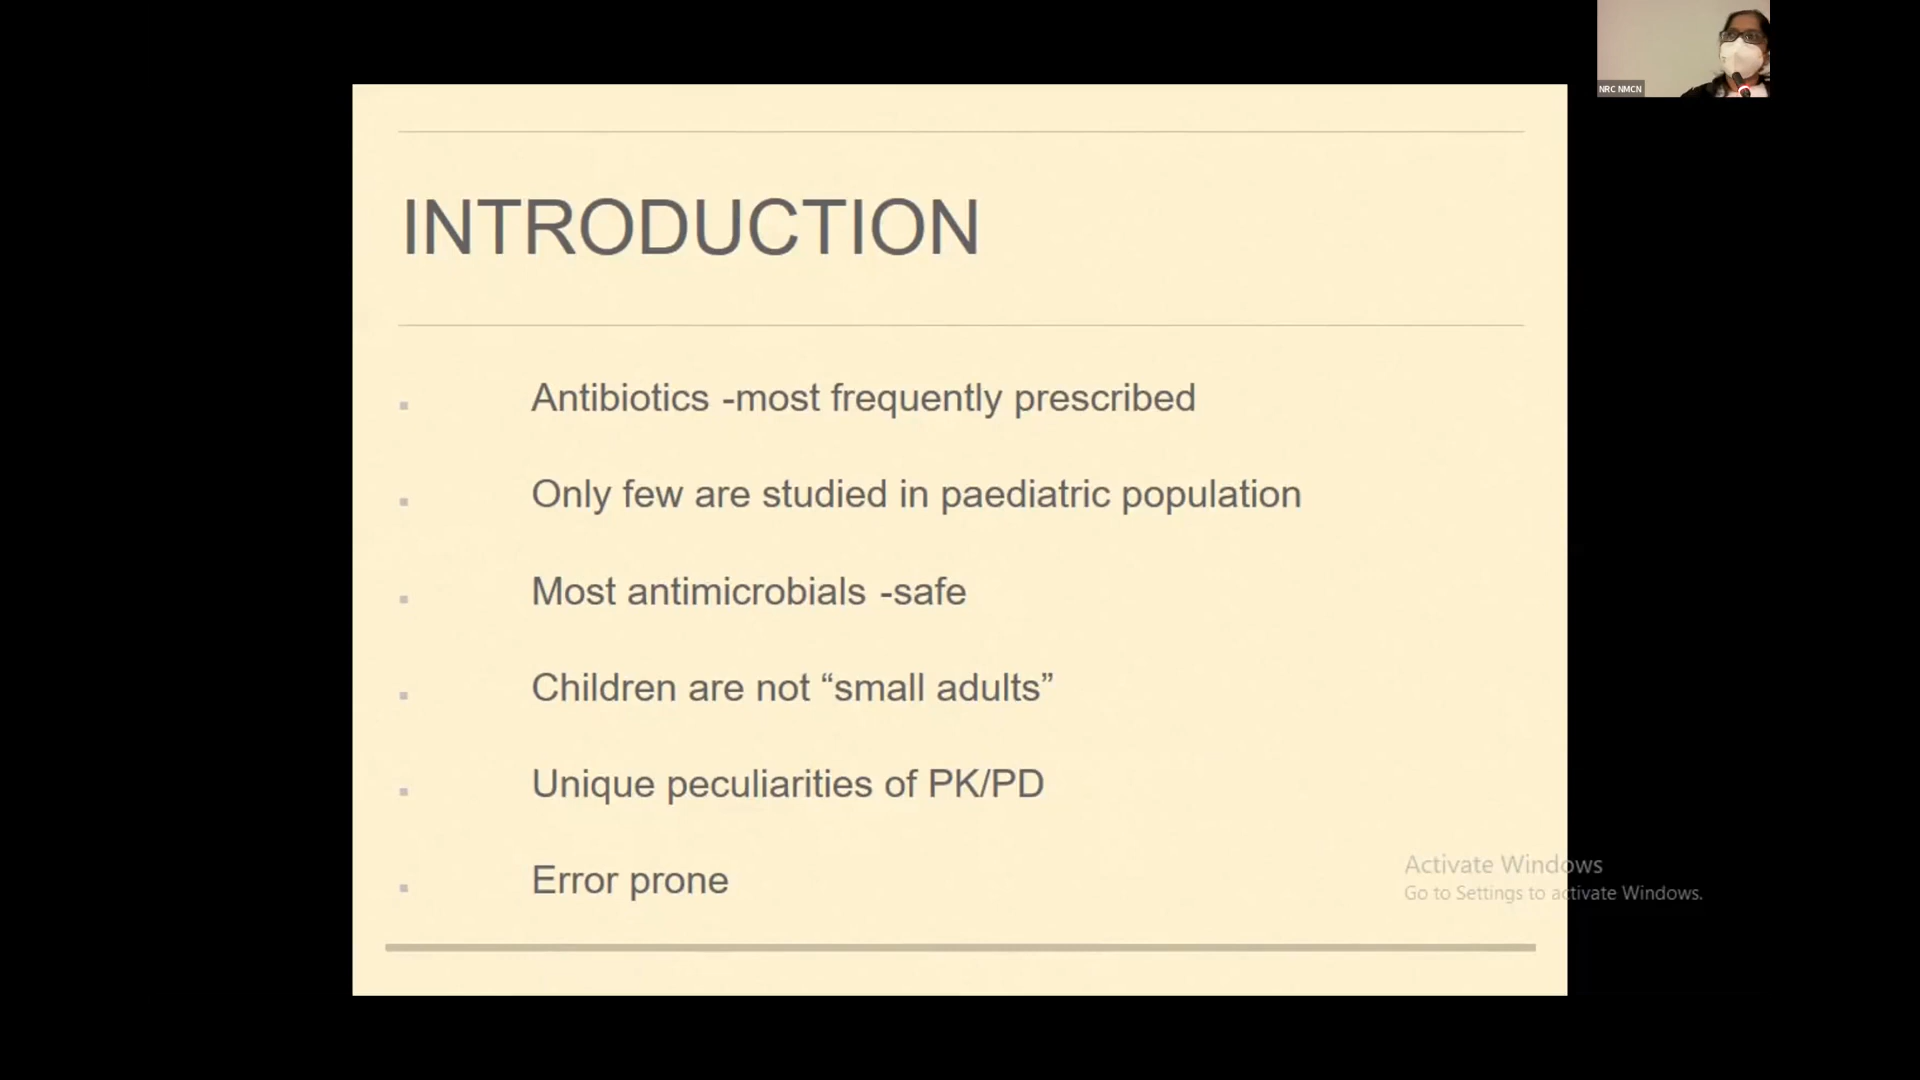 NRC NMCN
INTRODUCTION
Antibiotics -most frequently prescribed
Only few are studied in paediatric population
Most antimicrobials -safe
Children are not “small adults”
Unique peculiarities of PK/PD
Error prone
Activate Windows
Go to Settings to activate Windows.